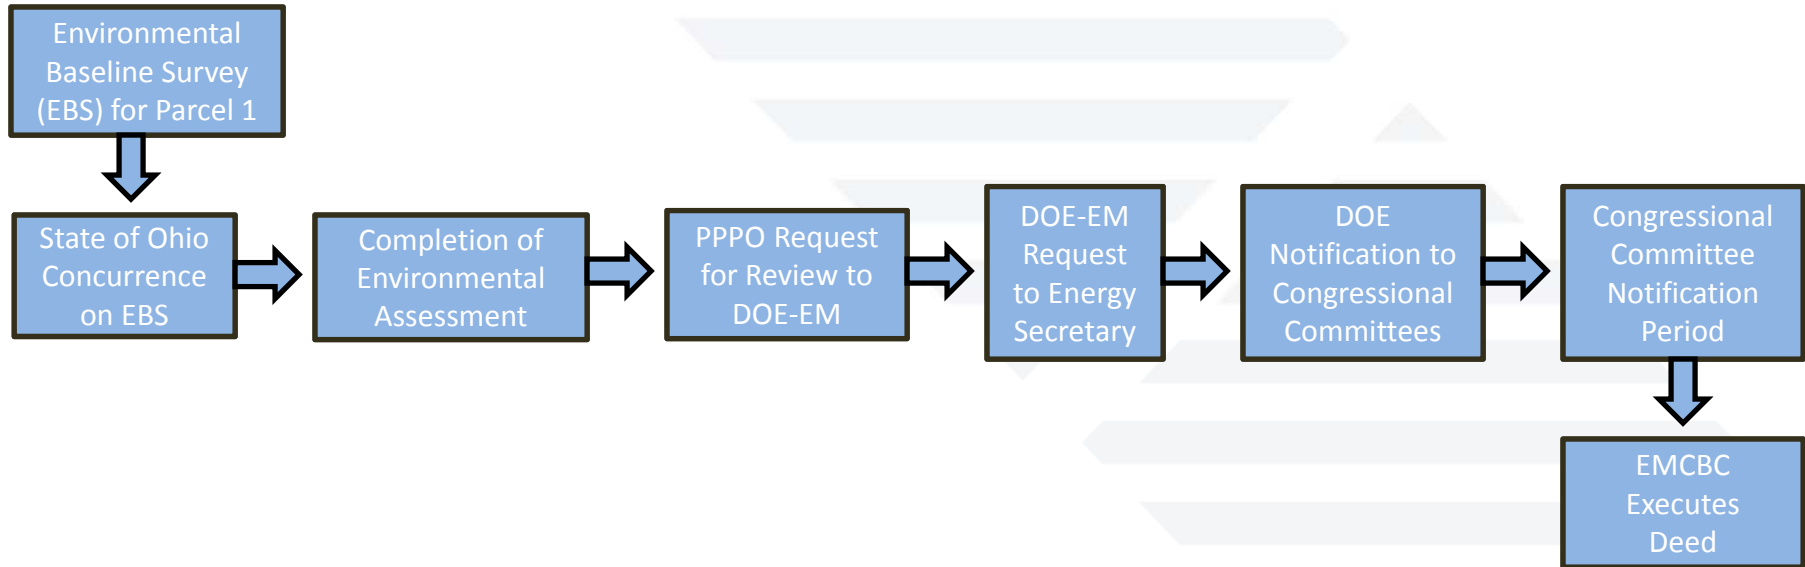 Environmental
Baseline Survey
(EBS) for Parcel 1
State of Ohio
Concurrence
on EBS
Completion of
Environmental
Assessment
PPPO Request
for Review to
DOE-EM
DOE-EM
Request
to Energy
Secretary
DOE
Notification to
Congressional
Committees
Congressional
Committee
Notification
Period
EMCBC
Executes
Deed